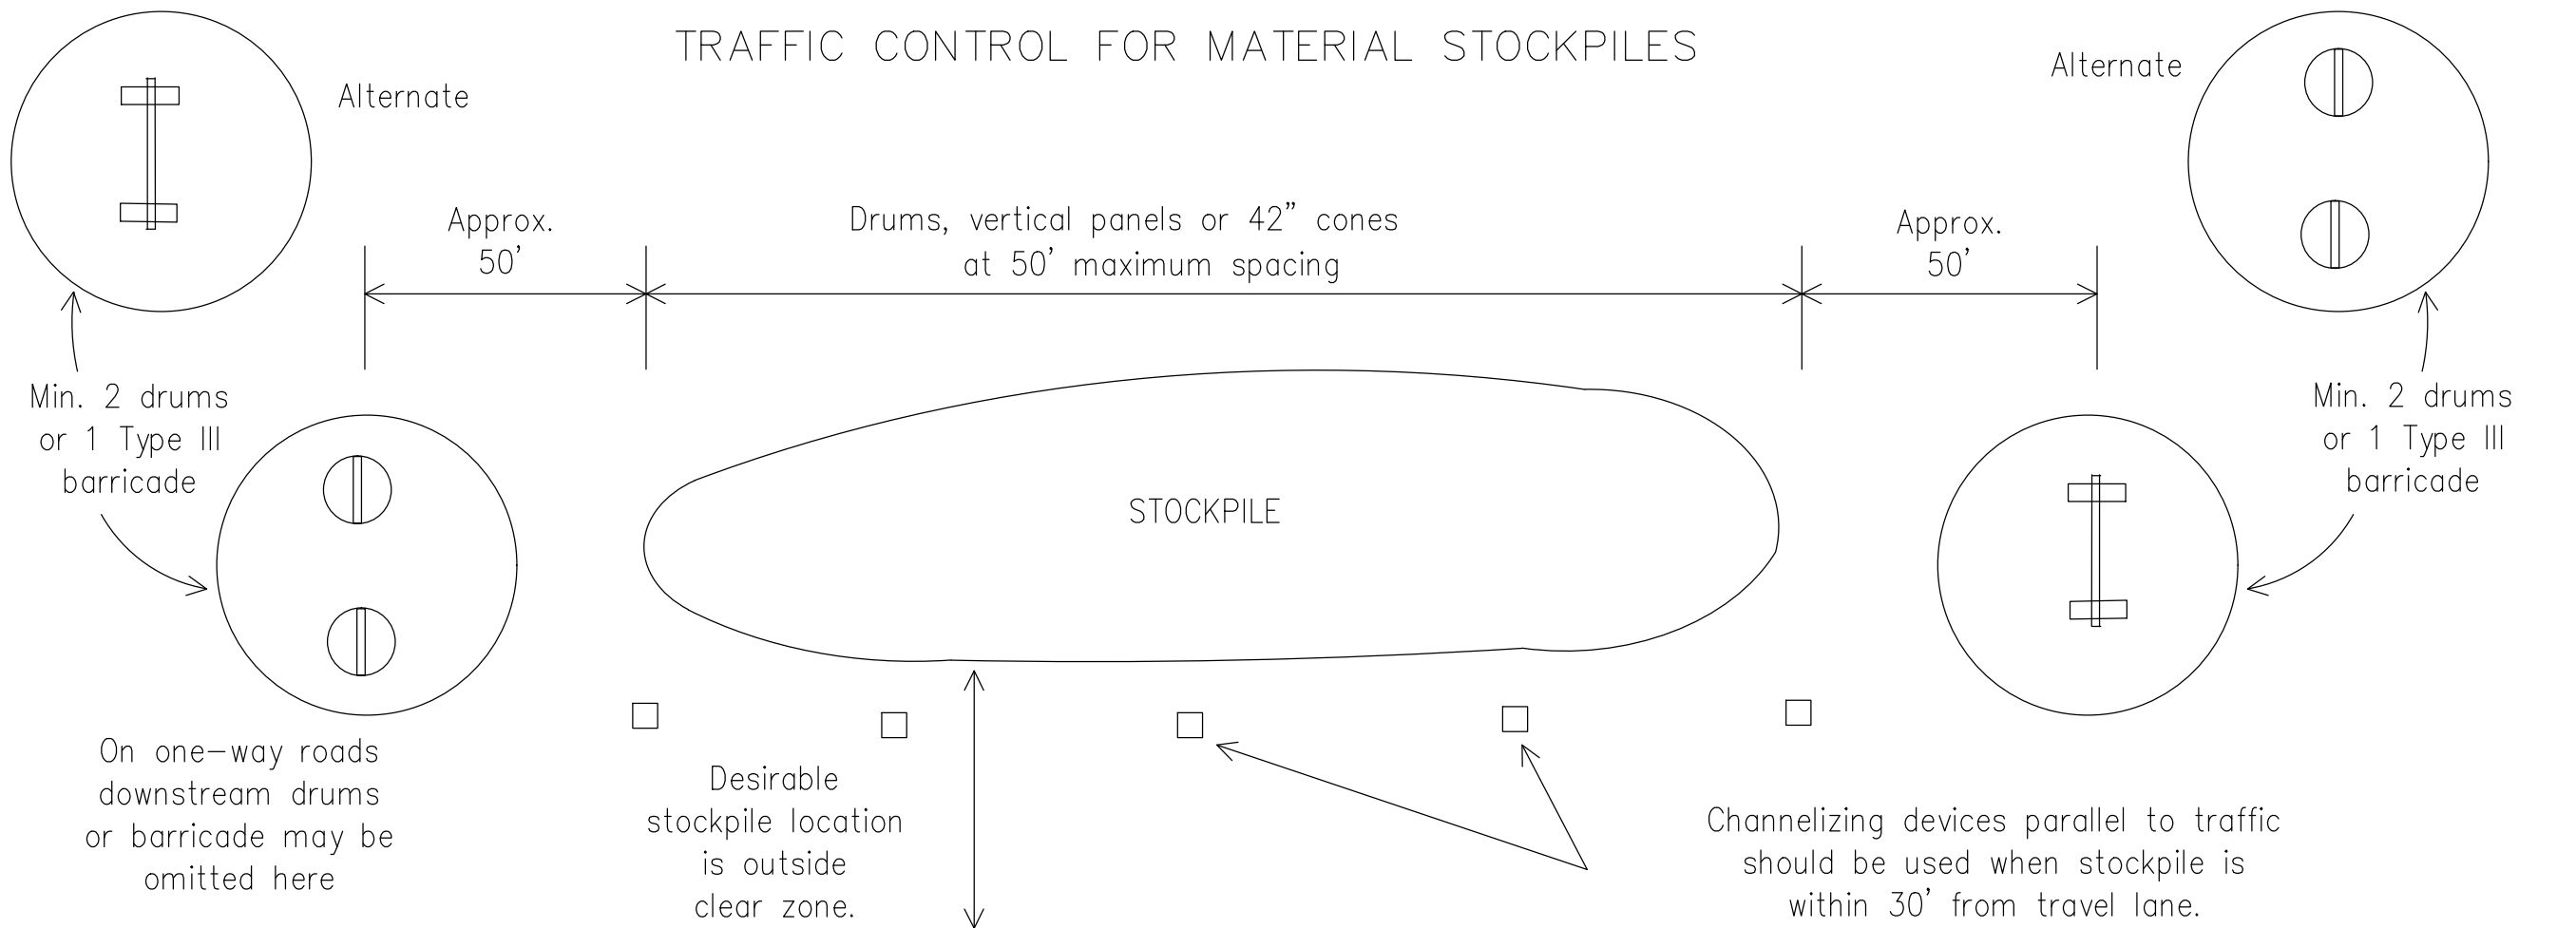 TRAFFIC CONTROL FOR MATERIAL STOCKPILES
Alternate
Alternate
Approx.
50'
Drums, vertical panels or 42” cones
at 50' maximum spacing
Approx.
50'
Min. 2 drums
or 1 Type III
barricade
Min. 2 drums
or 1 Type III
barricade
STOCKPILE
On one-way roads
downstream drums
or barricade may be
omitted here
Desirable
stockpile location
is outside
clear zone.
Channelizing devices parallel to traffic
should be used when stockpile is
within 30' from travel lane.